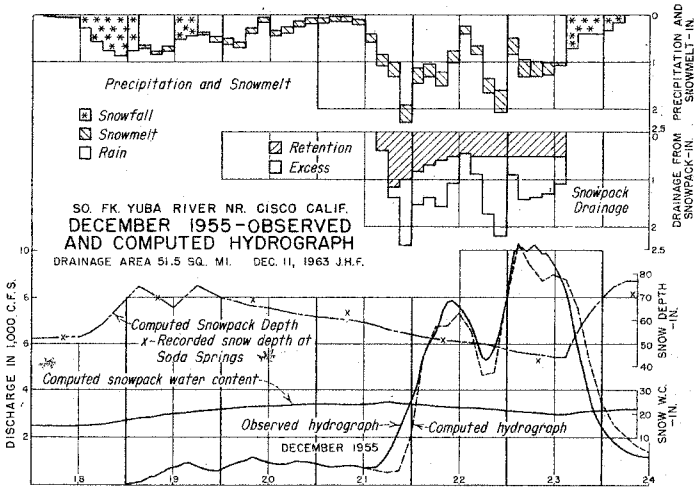 0
1
2
2.5
PRECIPITATION AND
SNOWMELT-IN.
Precipitation and Snowmelt
Snowfall
Snowmelt
Rain
0
1
2
2.5
DRAINAGE FROM
SNOWPACK-IN.
Retention
Excess
Snowpack
Drainage
SO. FK. YUBA RIVER NR. CISCO CALIF.
DECEMBER 1955-OBSERVED
AND COMPUTED HYDROGRAPH
DRAINAGE AREA 51.5 SQ. MI. DEC. 11, 1963 J.H.F.
DISCHARGE IN 1,000 C.F.S.
10
8
6
4
2
80
70
60
50
40
SNOW DEPTH
30
20
10
SNOW W.C.
Computed Snowpack Depth
x-Recorded snow depth at
Soda Springs
Computed snowpack water content
Observed hydrograph
Computed hydrograph
DECEMBER 1955
18 19 20 21 22 23 24